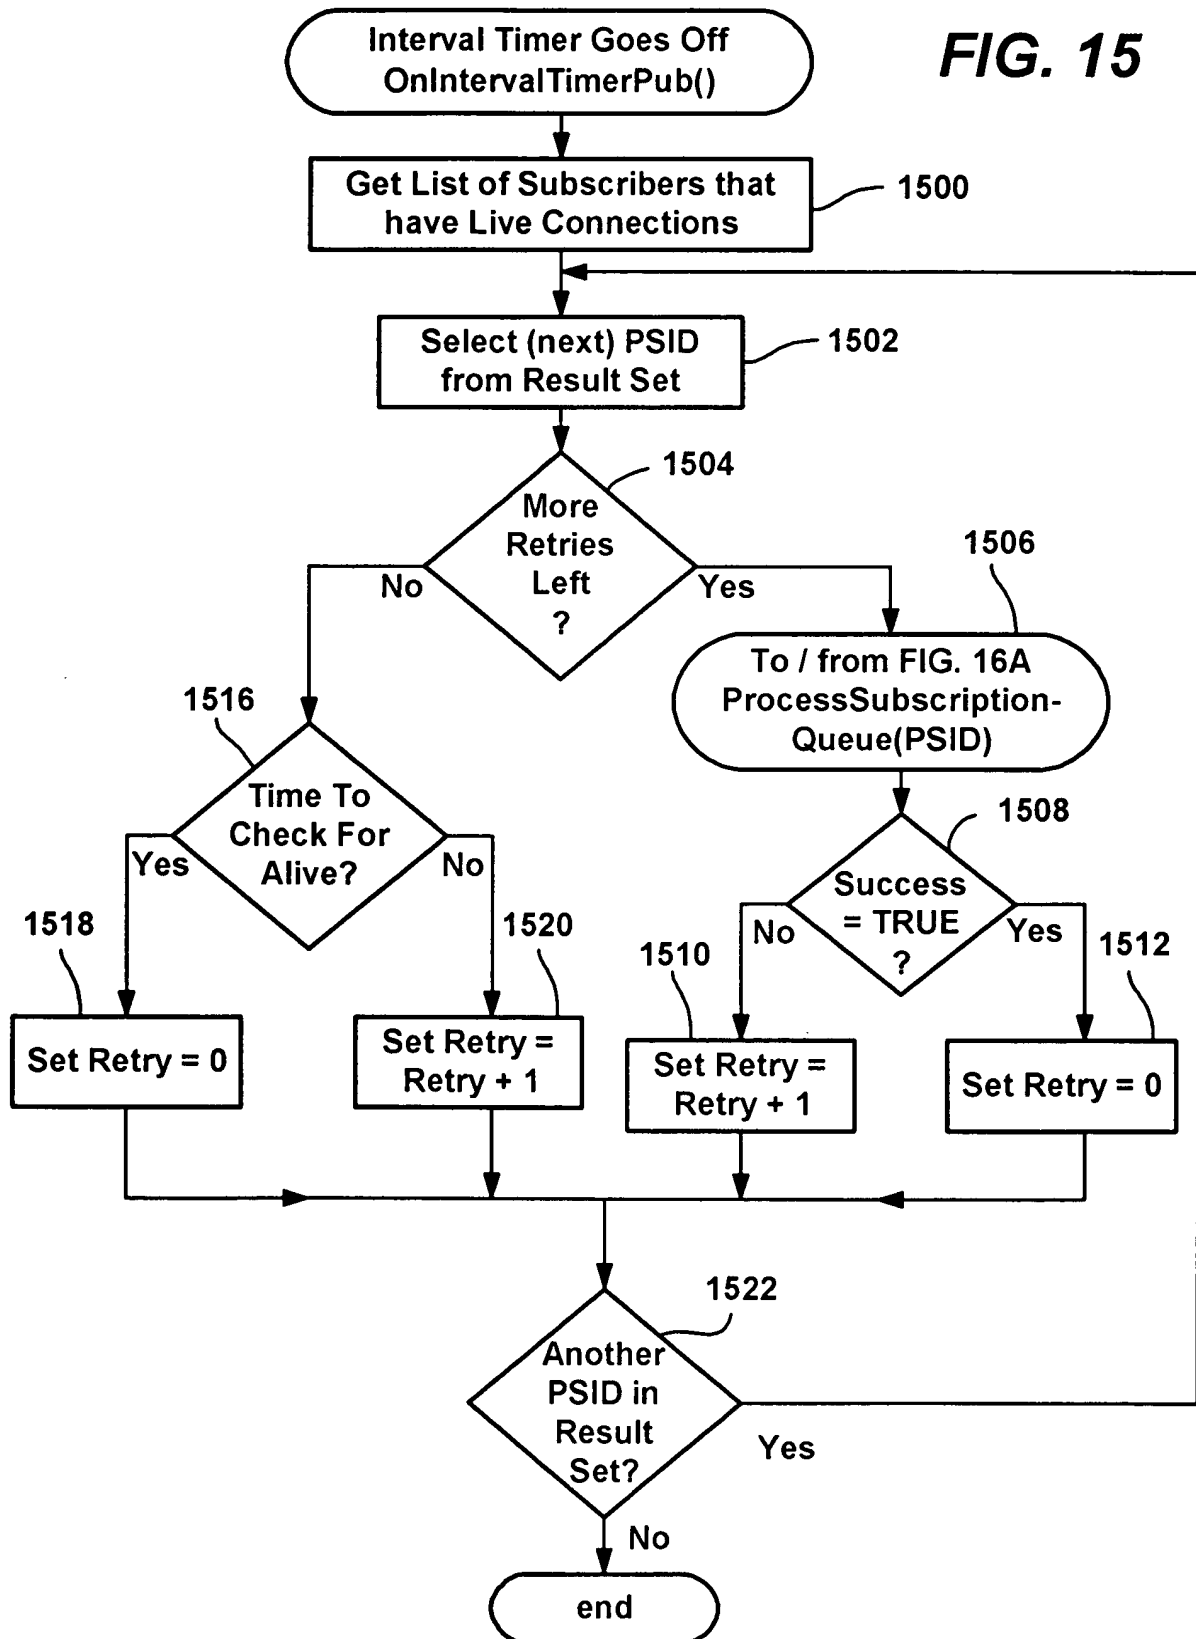 Interval Timer Goes Off
OnIntervalTimerPub()
FIG. 15
Get List of Subscribers that
have Live Connections
1500
Select (next) PSID
from Result Set
1502
1504
More
Retries
Left
?
No
Yes
1506
To / from FIG. 16A
ProcessSubscription-
Queue(PSID)
1516
Time To
Check For
Alive?
Yes
No
1508
Success
= TRUE
?
No
Yes
1518
Set Retry = 0
1520
Set Retry =
Retry + 1
1510
Set Retry =
Retry + 1
1512
Set Retry = 0
1522
Another
PSID in
Result
Set?
Yes
No
end